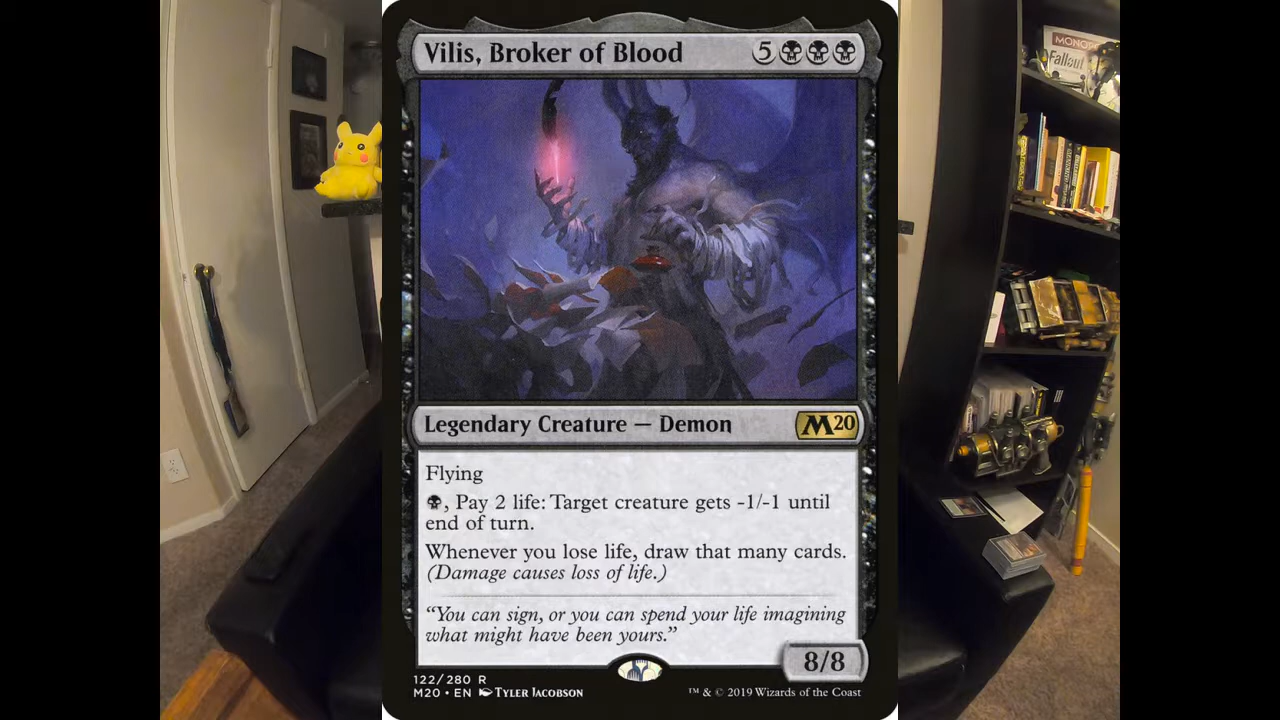 Vilis, Broker of Blood 5
Legendary Creature — Demon
M20
Flying
, Pay 2 life: Target creature gets -1/-1 until
end of turn.
Whenever you lose life, draw that many cards.
(Damage causes loss of life.)
“You can sign, or you can spend your life imagining
what might have been yours.”
8/8
122/280 R
M20 • EN TYLER JACOBSON
™ & © 2019 Wizards of the Coast
MONOPO
Fallout